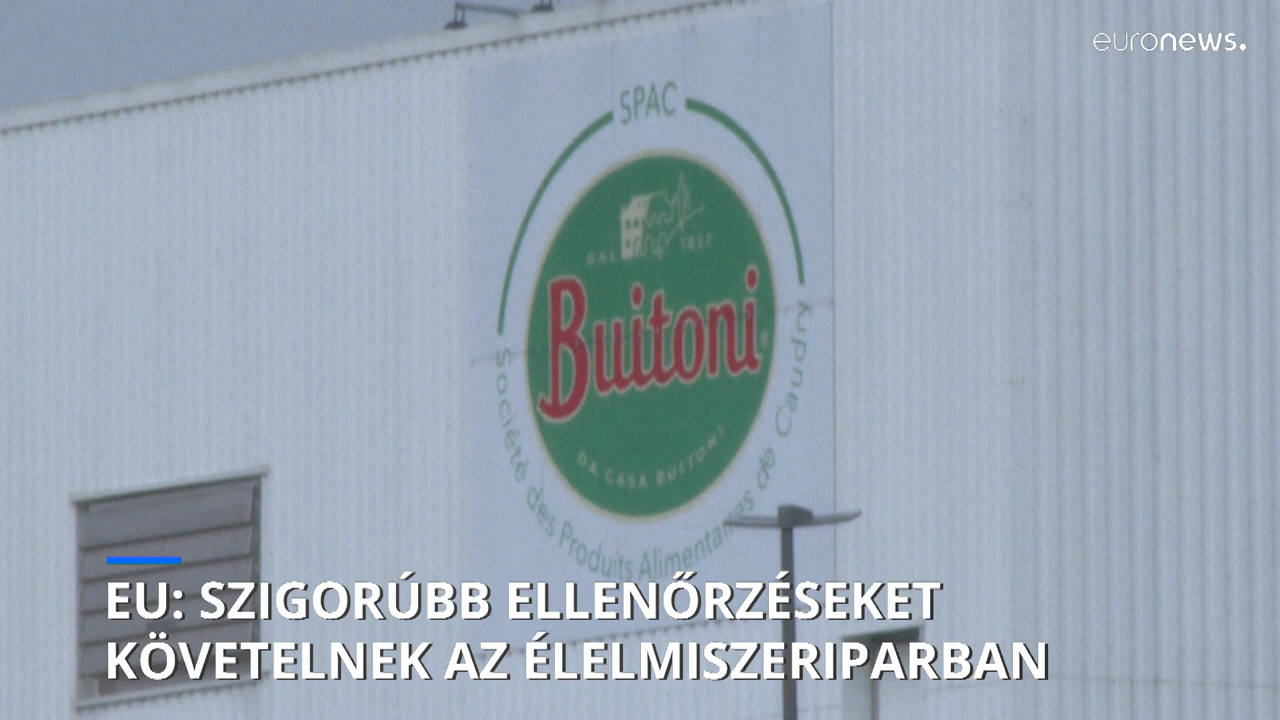 euronews.
SPAC
DAL 1827
Buitoni
DA CASA BUITONI
Société des Produits Alimentaires de Caudry
EU: SZIGORÚBB ELLENŐRZÉSEKET
KÖVETELNEK AZ ÉLELMISZERIPARBAN